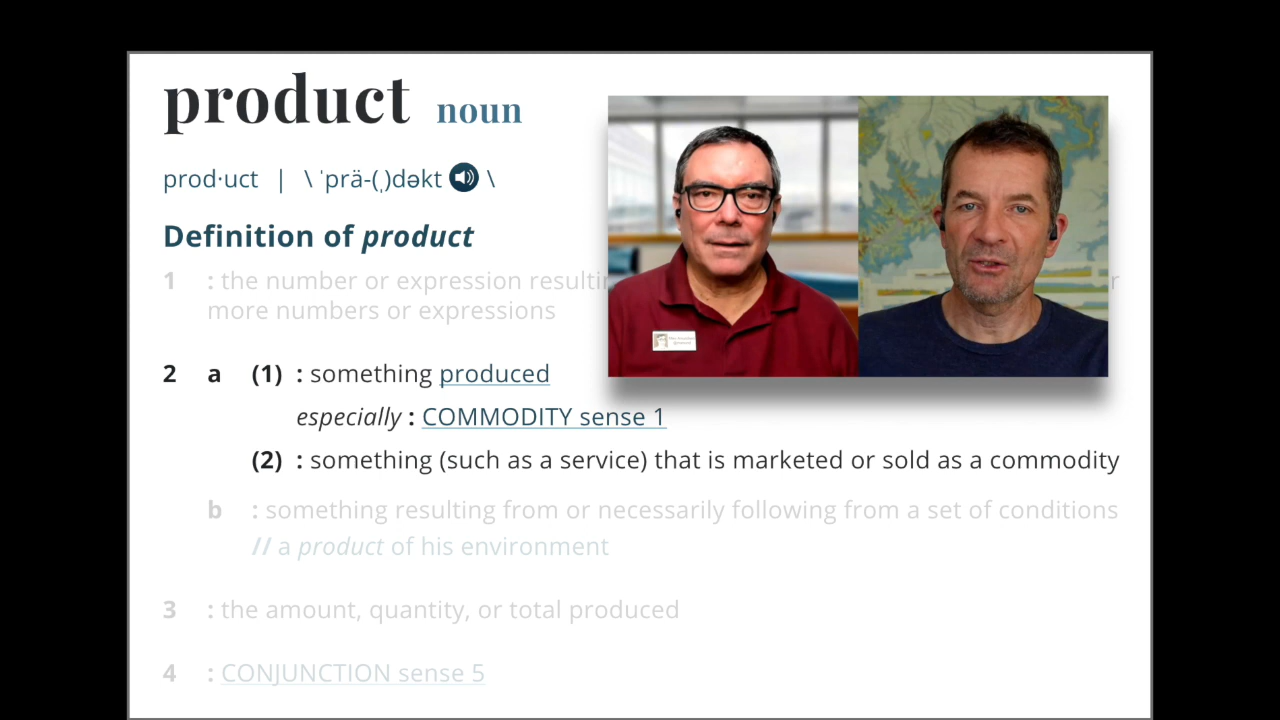 product noun
prod·uct | \ ˈprä-(ˌ)dəkt \
Definition of product
1 : the number or expression resulting
more numbers or expressions
2 a (1) : something produced
especially : COMMODITY sense 1
(2) : something (such as a service) that is marketed or sold as a commodity
b : something resulting from or necessarily following from a set of conditions
// a product of his environment
3 : the amount, quantity, or total produced
4 : CONJUNCTION sense 5